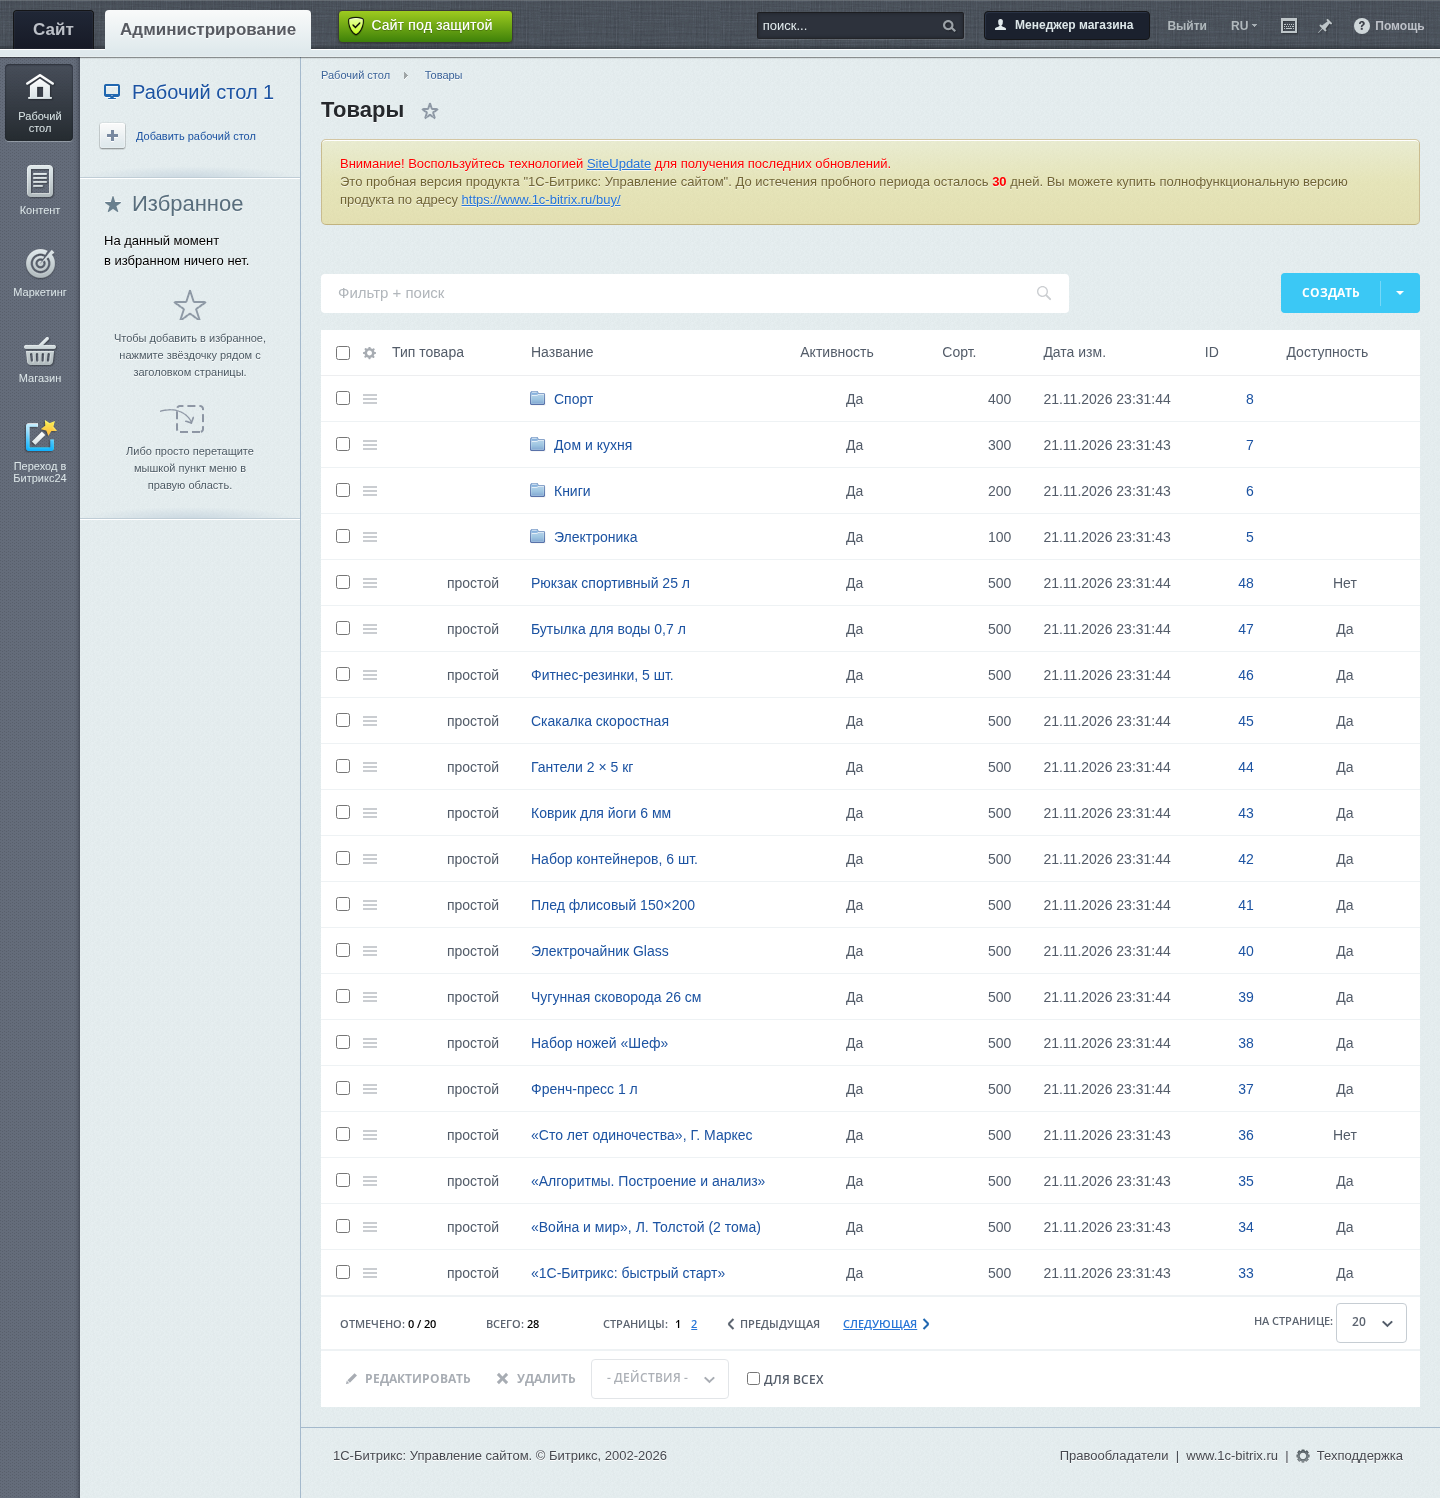 Сайт
Администрирование
Сайт под защитой
поиск...
Менеджер магазина
Выйти
RU
Помощь
Рабочий стол
Контент
Маркетинг
Магазин
Переход в Битрикс24
Рабочий стол 1
Добавить рабочий стол
Избранное
На данный момент
в избранном ничего нет.
Чтобы добавить в избранное,
нажмите звёздочку рядом с
заголовком страницы.
Либо просто перетащите
мышкой пункт меню в
правую область.
Рабочий стол Товары
Товары
Внимание! Воспользуйтесь технологией SiteUpdate для получения последних обновлений.
Это пробная версия продукта "1С-Битрикс: Управление сайтом". До истечения пробного периода осталось 30 дней. Вы можете купить полнофункциональную версию
продукта по адресу https://www.1c-bitrix.ru/buy/
Фильтр + поиск
СОЗДАТЬ
Тип товара Название Активность Сорт. Дата изм. ID Доступность
Спорт Да 400 21.11.2026 23:31:44 8
Дом и кухня Да 300 21.11.2026 23:31:43 7
Книги Да 200 21.11.2026 23:31:43 6
Электроника Да 100 21.11.2026 23:31:43 5
простой Рюкзак спортивный 25 л Да 500 21.11.2026 23:31:44 48 Нет
простой Бутылка для воды 0,7 л Да 500 21.11.2026 23:31:44 47 Да
простой Фитнес-резинки, 5 шт. Да 500 21.11.2026 23:31:44 46 Да
простой Скакалка скоростная Да 500 21.11.2026 23:31:44 45 Да
простой Гантели 2 × 5 кг Да 500 21.11.2026 23:31:44 44 Да
простой Коврик для йоги 6 мм Да 500 21.11.2026 23:31:44 43 Да
простой Набор контейнеров, 6 шт. Да 500 21.11.2026 23:31:44 42 Да
простой Плед флисовый 150×200 Да 500 21.11.2026 23:31:44 41 Да
простой Электрочайник Glass Да 500 21.11.2026 23:31:44 40 Да
простой Чугунная сковорода 26 см Да 500 21.11.2026 23:31:44 39 Да
простой Набор ножей «Шеф» Да 500 21.11.2026 23:31:44 38 Да
простой Френч-пресс 1 л Да 500 21.11.2026 23:31:44 37 Да
простой «Сто лет одиночества», Г. Маркес Да 500 21.11.2026 23:31:43 36 Нет
простой «Алгоритмы. Построение и анализ» Да 500 21.11.2026 23:31:43 35 Да
простой «Война и мир», Л. Толстой (2 тома) Да 500 21.11.2026 23:31:43 34 Да
простой «1С-Битрикс: быстрый старт» Да 500 21.11.2026 23:31:43 33 Да
ОТМЕЧЕНО: 0 / 20 ВСЕГО: 28 СТРАНИЦЫ: 1 2 ПРЕДЫДУЩАЯ СЛЕДУЮЩАЯ НА СТРАНИЦЕ: 20
РЕДАКТИРОВАТЬ УДАЛИТЬ - ДЕЙСТВИЯ - ДЛЯ ВСЕХ
1С-Битрикс: Управление сайтом. © Битрикс, 2002-2026 Правообладатели | www.1c-bitrix.ru | Техподдержка